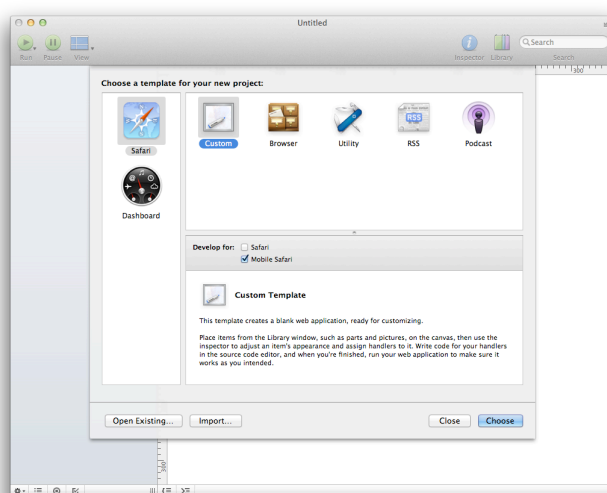 Untitled
Run Pause View Inspector Library Search
Search
300
Choose a template for your new project:
Safari
Dashboard
Custom Browser Utility RSS Podcast
RSS
Develop for: Safari
Mobile Safari
Custom Template
This template creates a blank web application, ready for customizing.
Place items from the Library window, such as parts and pictures, on the canvas, then use the
inspector to adjust an item's appearance and assign handlers to it. Write code for your handlers
in the source code editor, and when you're finished, run your web application to make sure it
works as you intended.
Open Existing... Import... Close Choose
300